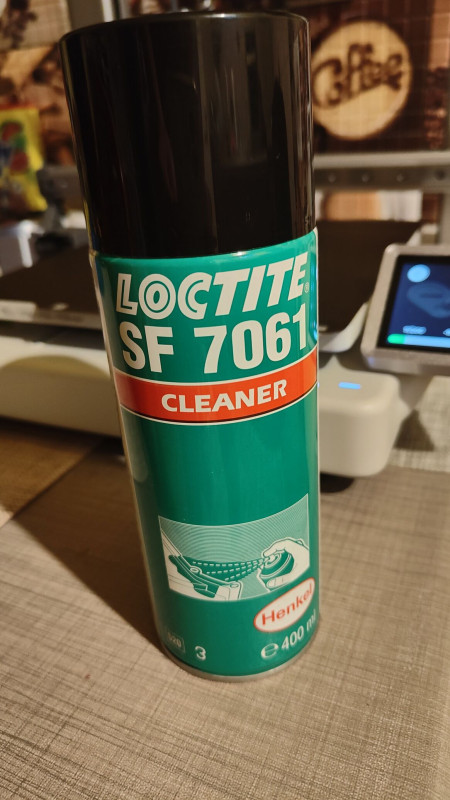 Coffee
LOCTITE®
SF 7061
CLEANER
Henkel
3
℮ 400 ml